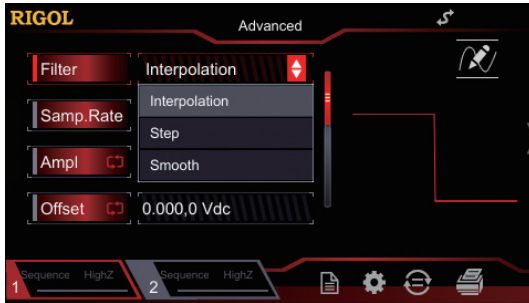 RIGOL
Advanced
Filter
Interpolation
Interpolation
Samp.Rate
Step
Ampl
Smooth
Offset
0.000,0 Vdc
1 Sequence HighZ
2 Sequence HighZ